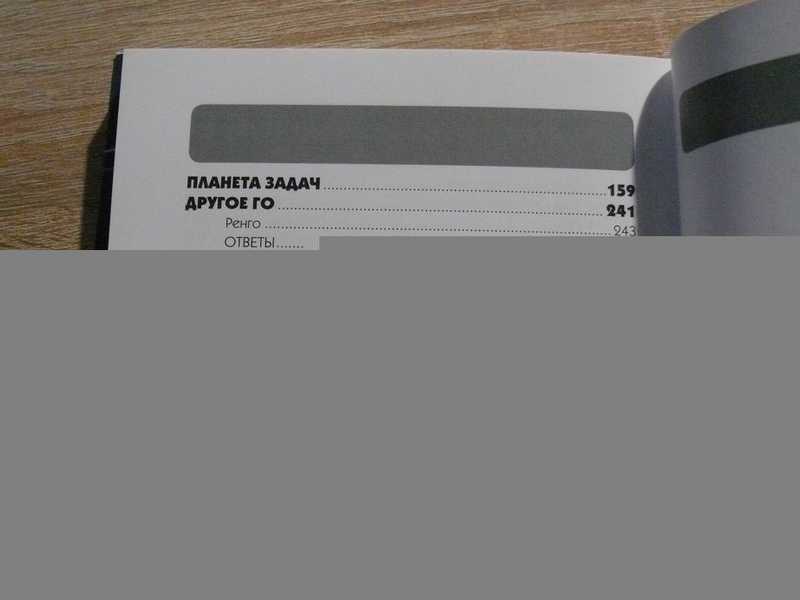 ПЛАНЕТА ЗАДАЧ 159
ДРУГОЕ ГО 241
Ренго 243
ОТВЕТЫ